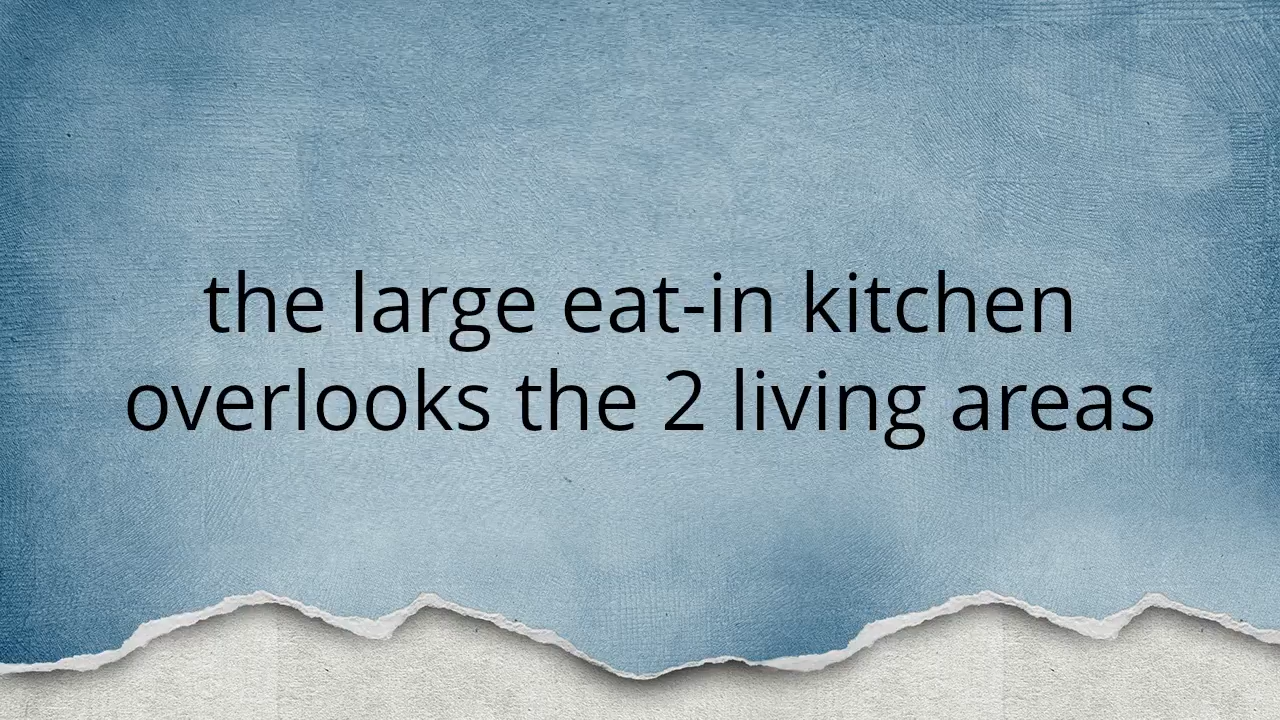 the large eat-in kitchen
overlooks the 2 living areas